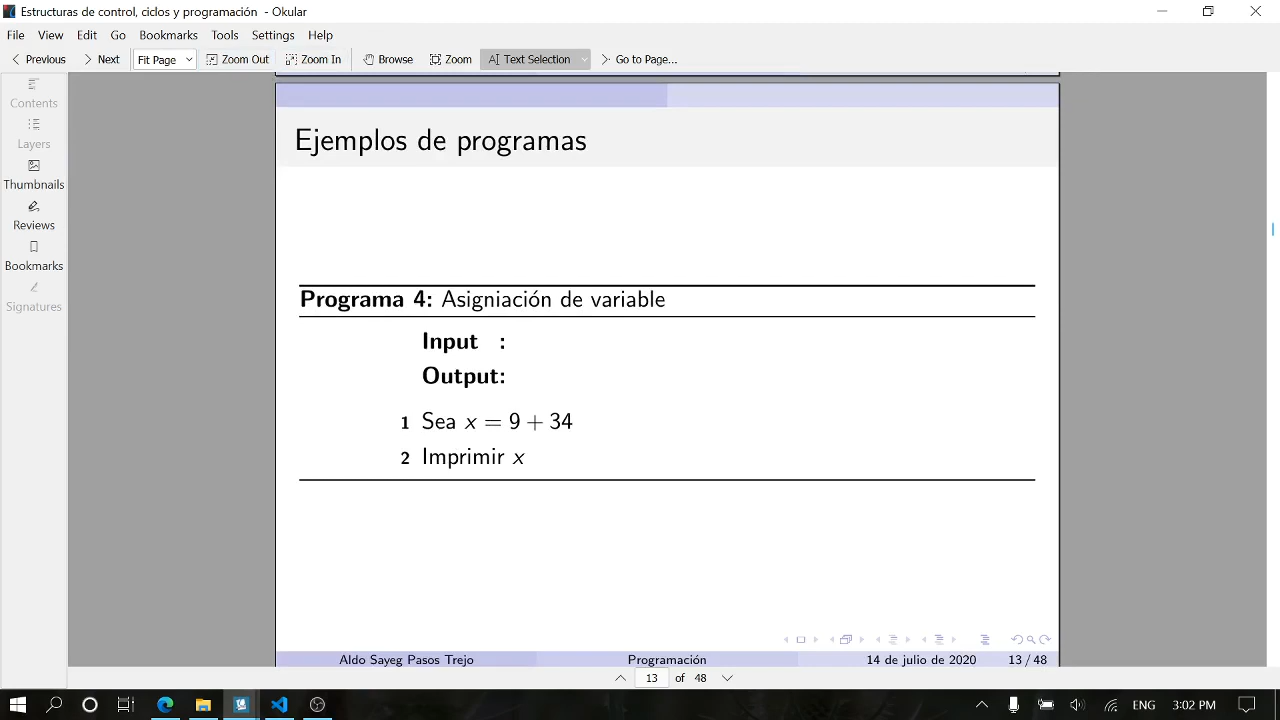 Estructuras de control, ciclos y programación - Okular
File View Edit Go Bookmarks Tools Settings Help
Previous Next Fit Page Zoom Out Zoom In Browse Zoom Text Selection Go to Page...
Contents
Layers
Thumbnails
Reviews
Bookmarks
Signatures
Ejemplos de programas
Programa 4: Asigniación de variable
Input :
Output:
1 Sea x = 9 + 34
2 Imprimir x
Aldo Sayeg Pasos Trejo Programación 14 de julio de 2020 13 / 48
13 of 48
ENG 3:02 PM